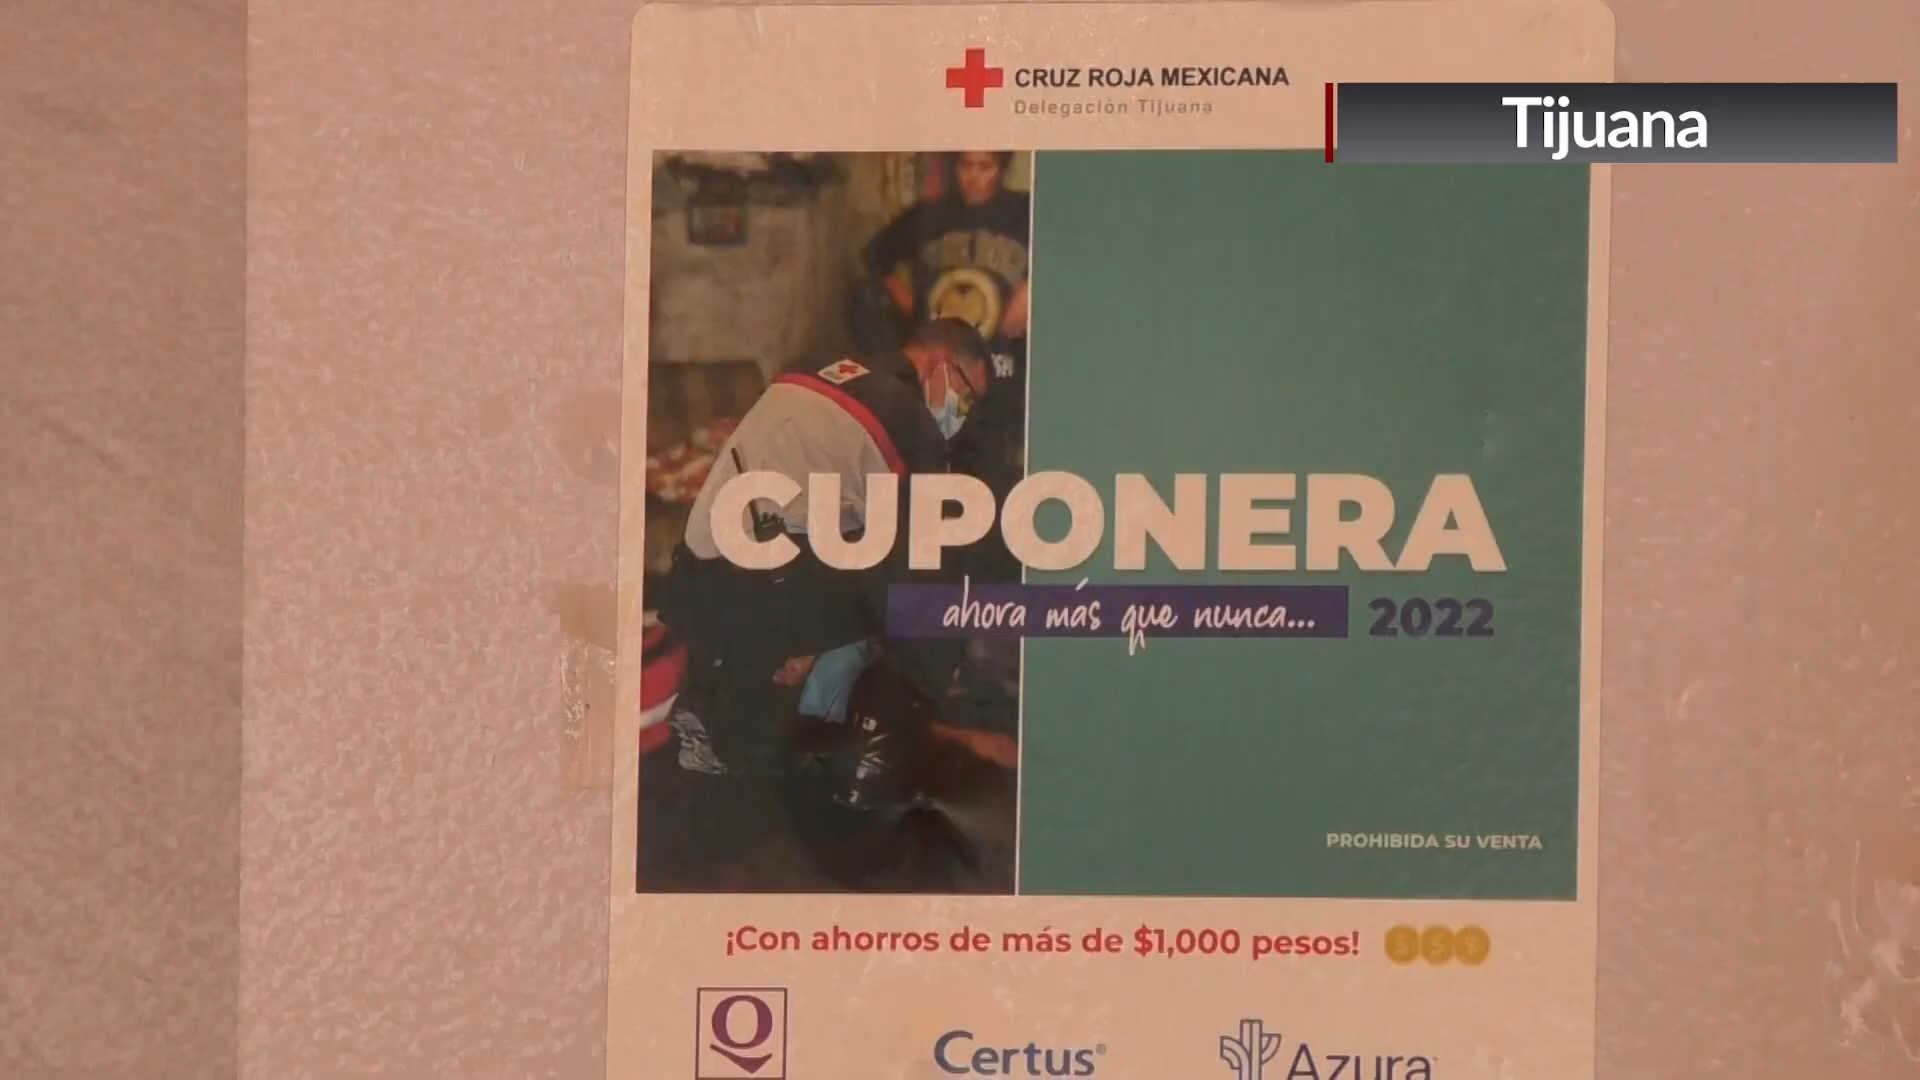 CRUZ ROJA MEXICANA
Delegación Tijuana
Tijuana
CUPONERA
ahora más que nunca...
2022
PROHIBIDA SU VENTA
¡Con ahorros de más de $1,000 pesos!
Q
Certus®
Azura